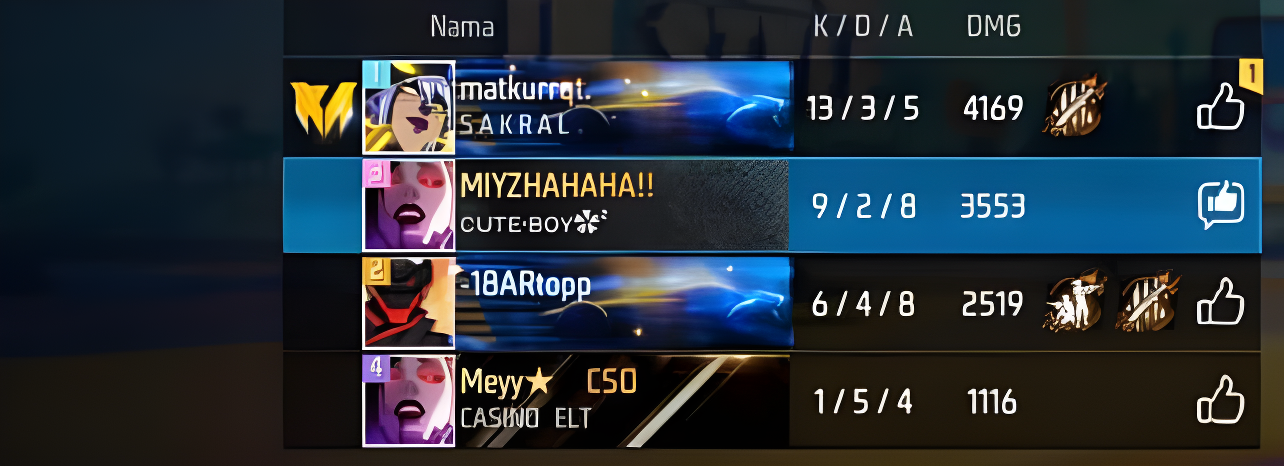 Nama K / D / A DMG
1 matkurrqt. 13 / 3 / 5 4169 1
SAKRAL
3 MIYZHAHAHA!! 9 / 2 / 8 3553
CUTE·BOY
2 -18ARtopp 6 / 4 / 8 2519
4 Meyy★ CSO 1 / 5 / 4 1116
CASINO ELT